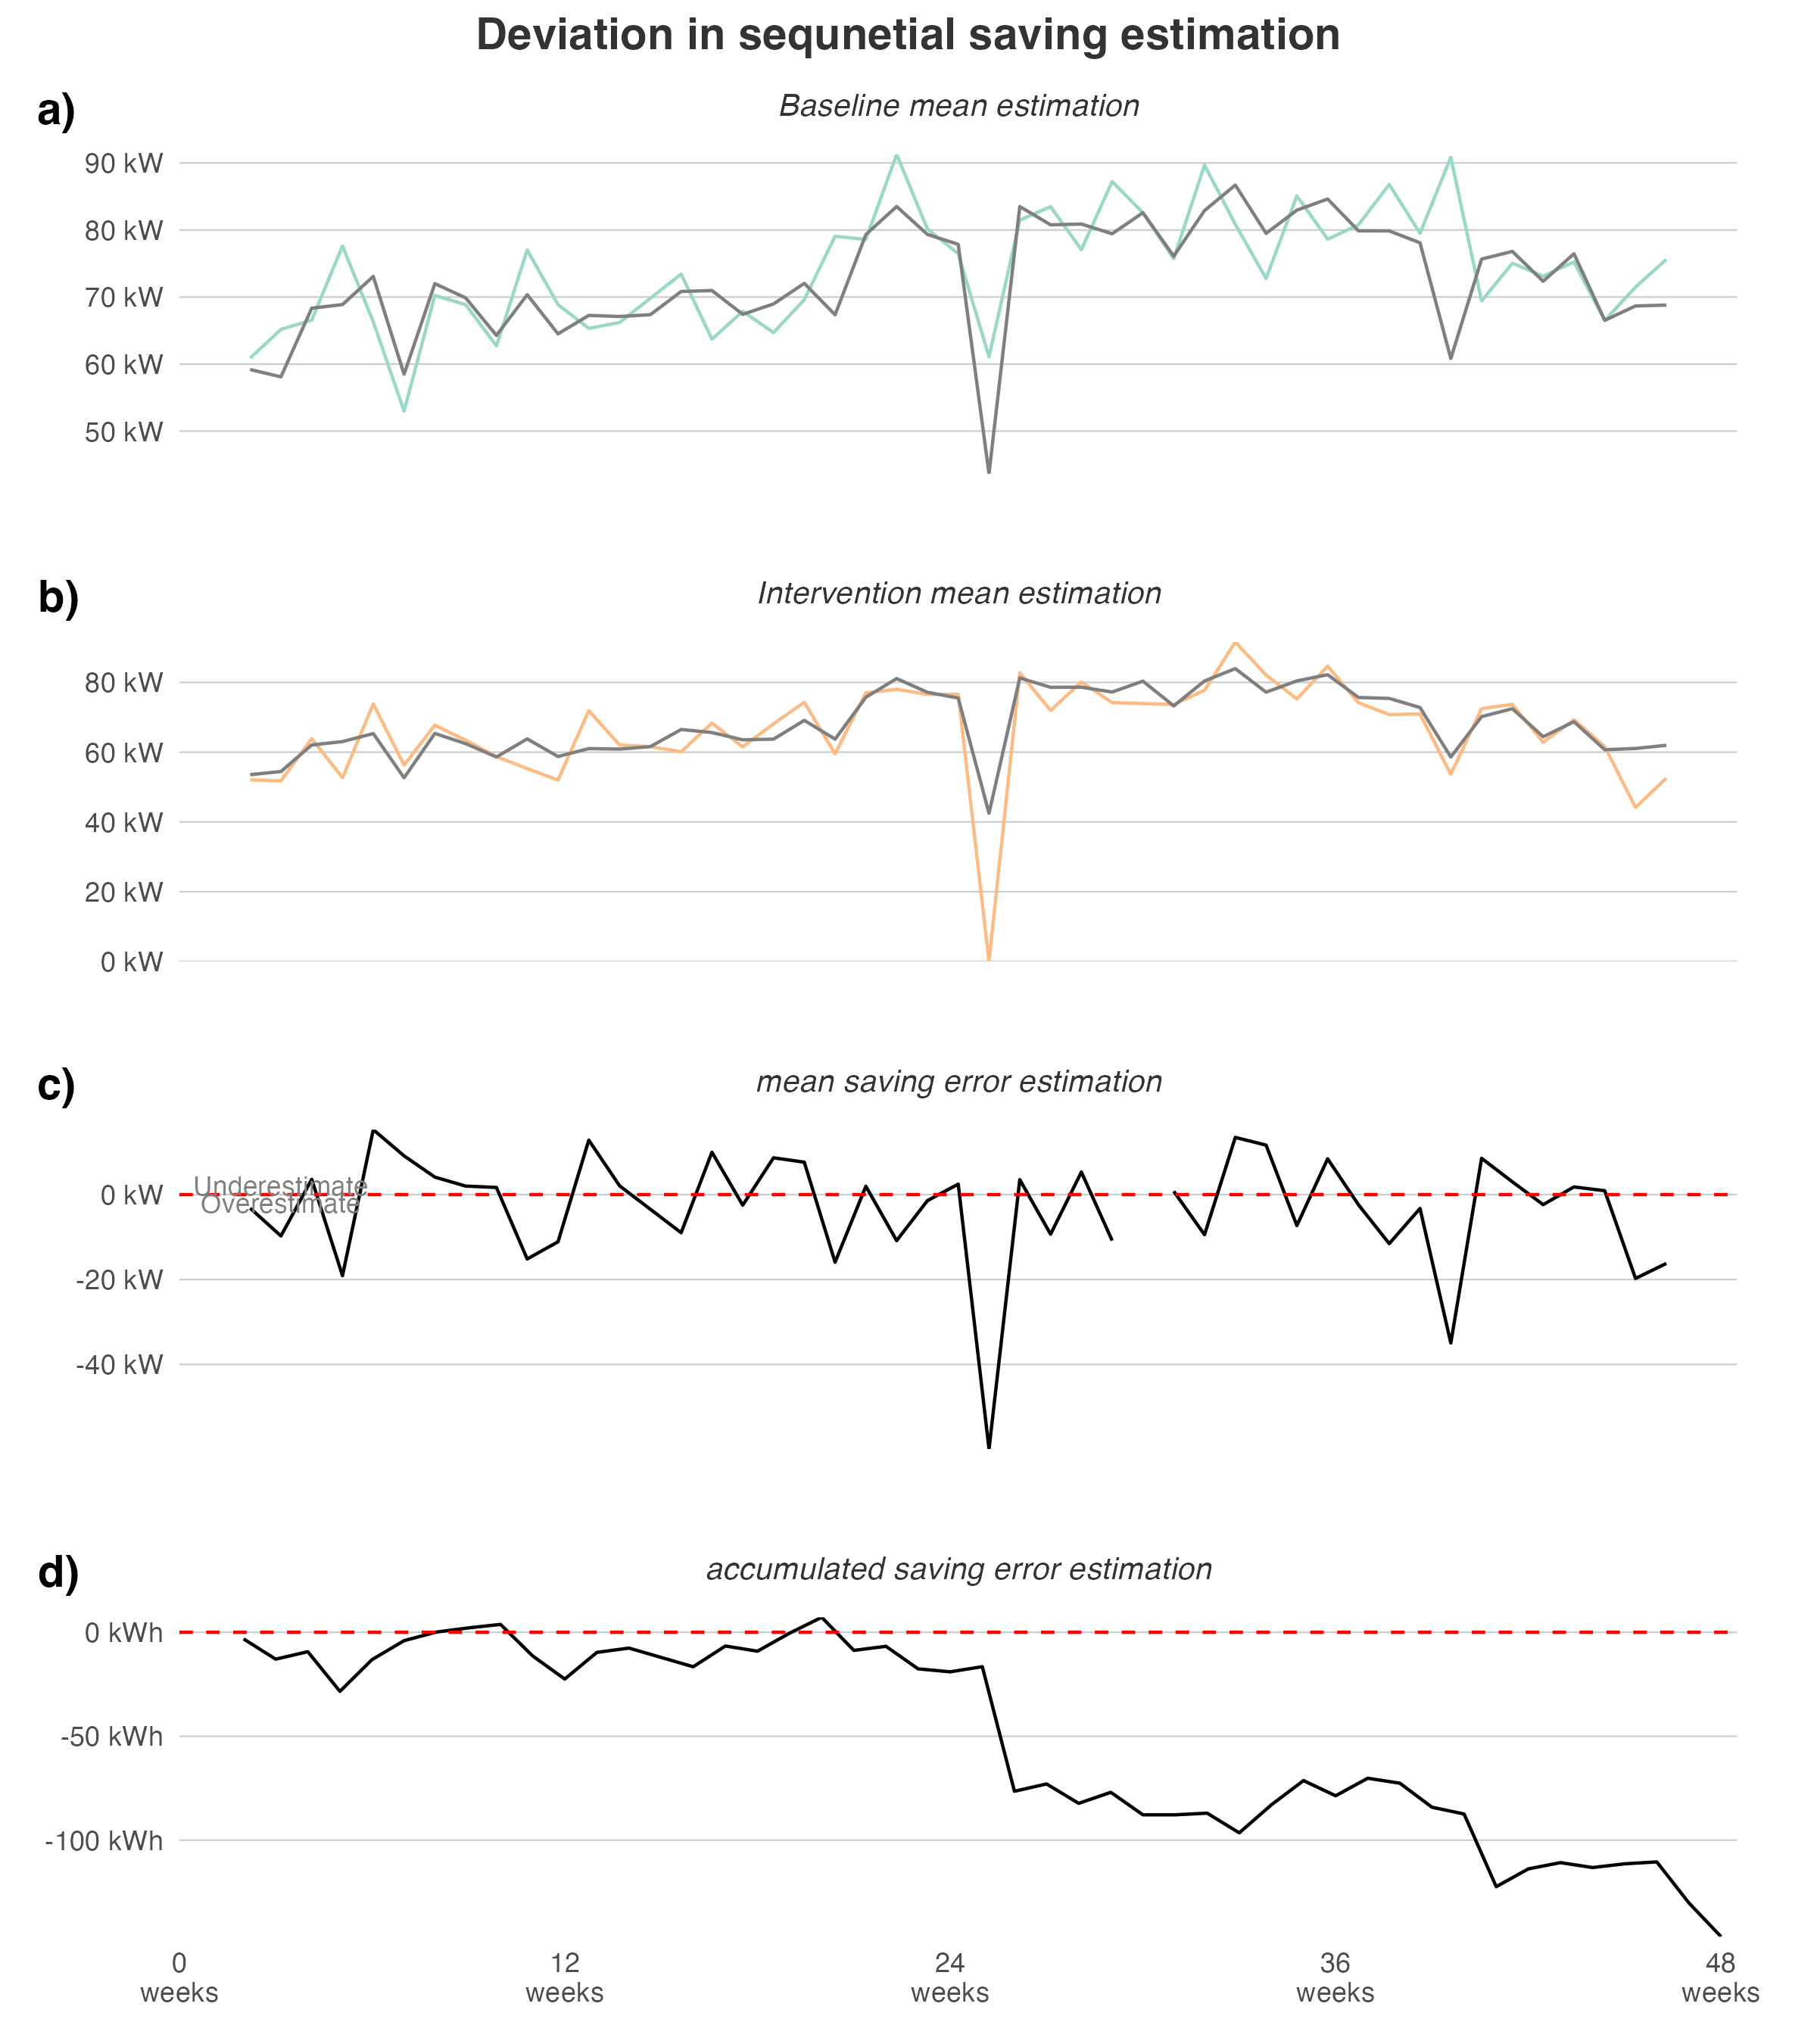 Deviation in sequnetial saving estimation
a)
Baseline mean estimation
90 kW
80 kW
70 kW
60 kW
50 kW
b)
Intervention mean estimation
80 kW
60 kW
40 kW
20 kW
0 kW
c)
mean saving error estimation
Underestimate
0 kW
Overestimate
-20 kW
-40 kW
d)
accumulated saving error estimation
0 kWh
-50 kWh
-100 kWh
0 12 24 36 48
weeks weeks weeks weeks weeks